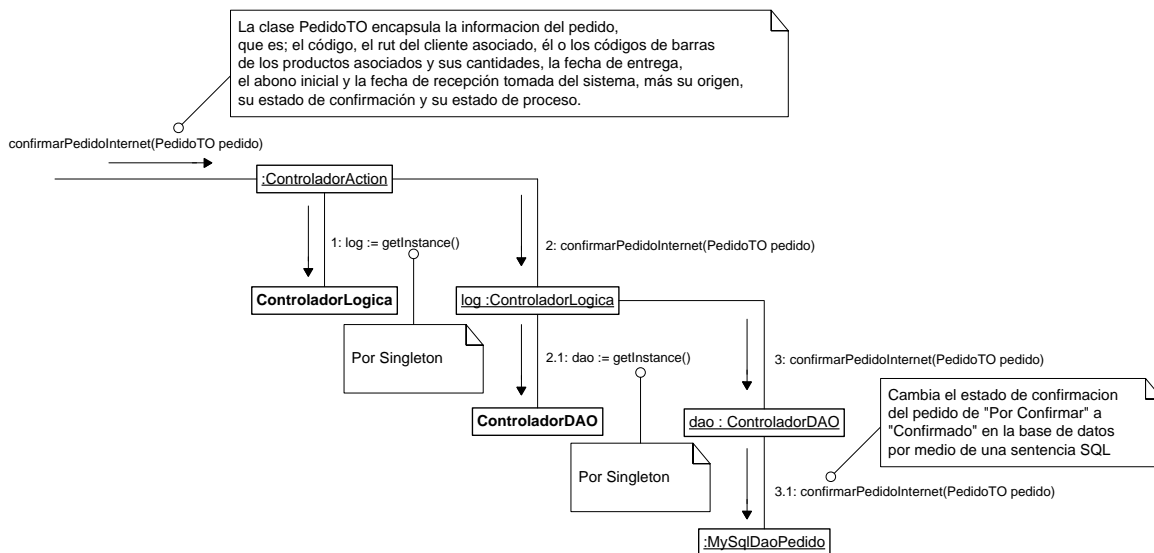 La clase PedidoTO encapsula la informacion del pedido,
que es; el código, el rut del cliente asociado, él o los códigos de barras
de los productos asociados y sus cantidades, la fecha de entrega,
el abono inicial y la fecha de recepción tomada del sistema, más su origen,
su estado de confirmación y su estado de proceso.
confirmarPedidoInternet(PedidoTO pedido)
:ControladorAction
1: log := getInstance()
2: confirmarPedidoInternet(PedidoTO pedido)
ControladorLogica
log :ControladorLogica
Por Singleton
2.1: dao := getInstance()
3: confirmarPedidoInternet(PedidoTO pedido)
Cambia el estado de confirmacion
del pedido de "Por Confirmar" a
"Confirmado" en la base de datos
por medio de una sentencia SQL
ControladorDAO
dao : ControladorDAO
Por Singleton
3.1: confirmarPedidoInternet(PedidoTO pedido)
:MySqlDaoPedido